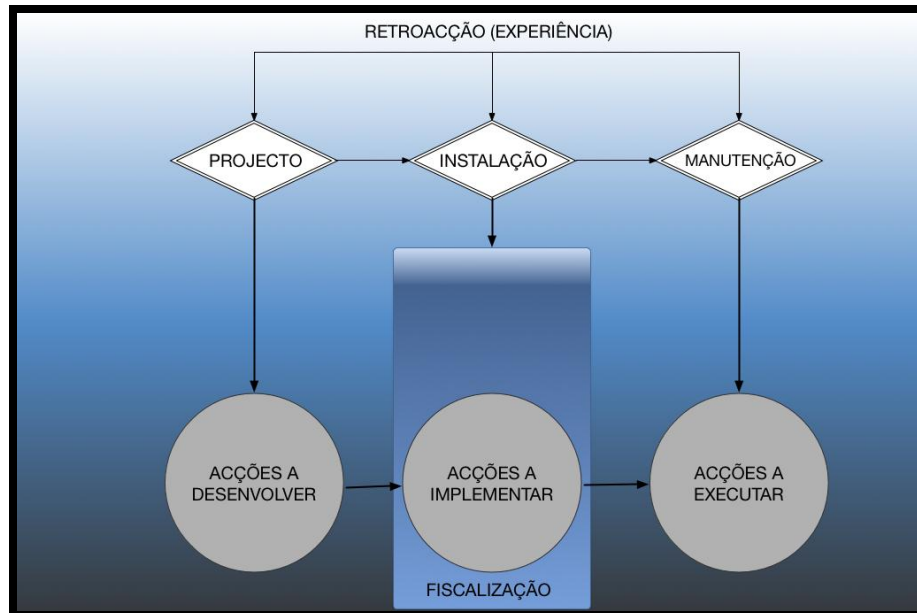 RETROACÇÃO (EXPERIÊNCIA)
PROJECTO
INSTALAÇÃO
MANUTENÇÃO
ACÇÕES A
DESENVOLVER
ACÇÕES A
IMPLEMENTAR
ACÇÕES A
EXECUTAR
FISCALIZAÇÃO